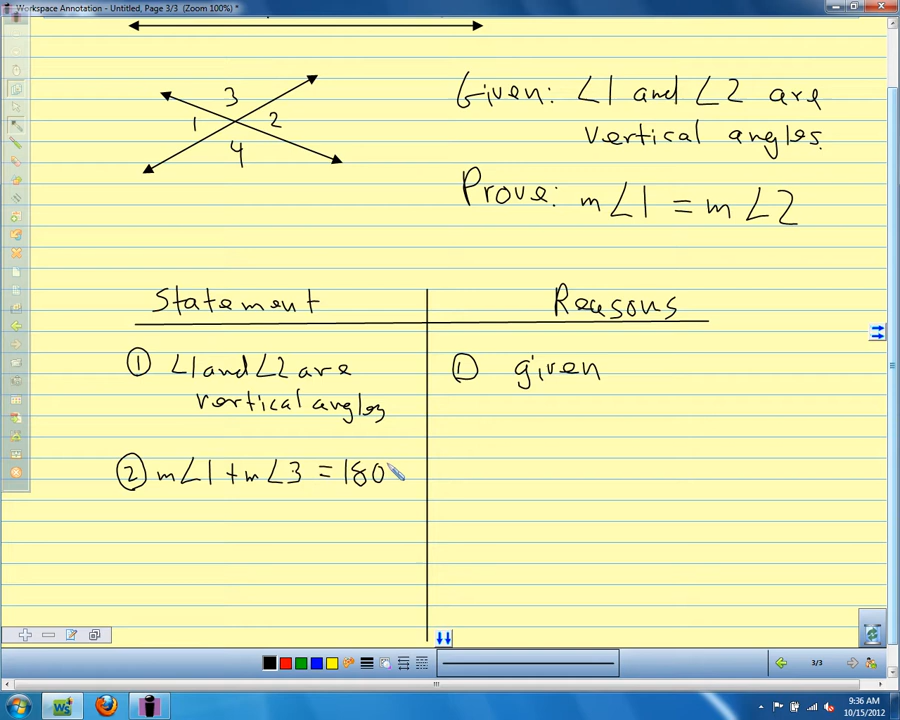 Workspace Annotation - Untitled, Page 3/3 (Zoom 100%) *
3
1
2
4
Given: ∠1 and ∠2 are
vertical angles.
Prove: m∠1 = m∠2
Statement
Reasons
① ∠1 and ∠2 are
vertical angles
① given
② m∠1 + m∠3 = 180
3/3
9:36 AM
10/15/2012